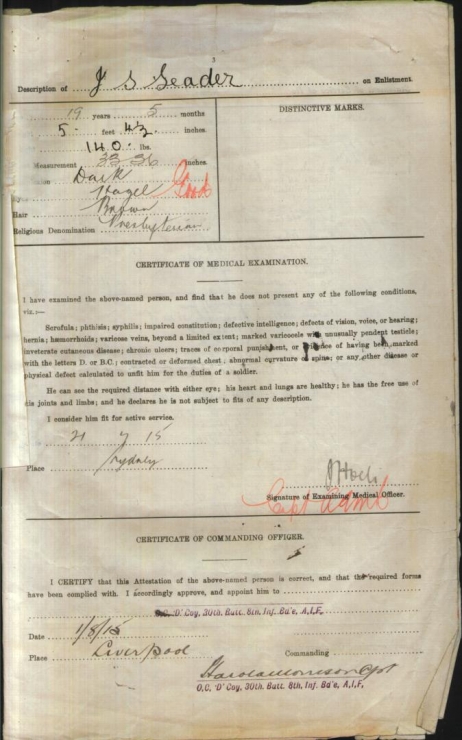 3
Description of J S Leader on Enlistment.
19 years 5 months
5 feet 4½ inches.
140 lbs.
Measurement 33-36 inches.
Dark
Hazel
Hair Brown
Religious Denomination Presbyterian
Good
DISTINCTIVE MARKS.
CERTIFICATE OF MEDICAL EXAMINATION.
I have examined the above-named person, and find that he does not present any of the following conditions,
viz.:—
Scrofula; phthisis; syphilis; impaired constitution; defective intelligence; defects of vision, voice, or hearing;
hernia; hæmorrhoids; varicose veins, beyond a limited extent; marked varicocele with unusually pendent testicle;
inveterate cutaneous disease; chronic ulcers; traces of corporal punishment, or evidence of having been marked
with the letters D. or B.C.; contracted or deformed chest; abnormal curvature of spine; or any other disease or
physical defect calculated to unfit him for the duties of a soldier.
He can see the required distance with either eye; his heart and lungs are healthy; he has the free use of
his joints and limbs; and he declares he is not subject to fits of any description.
I consider him fit for active service.
21 7 15
Place Sydney
Signature of Examining Medical Officer.
Capt
CERTIFICATE OF COMMANDING OFFICER.
I CERTIFY that this Attestation of the above-named person is correct, and that the required forms
have been complied with. I accordingly approve, and appoint him to
O.C. 'D' Coy, 30th. Batt. 8th. Inf. Bd'e, A.I.F.
Date 1/8/15
Place Liverpool
Commanding
Harold Morrison Cpt
O.C. 'D' Coy, 30th. Batt. 8th. Inf. Bd'e, A.I.F.